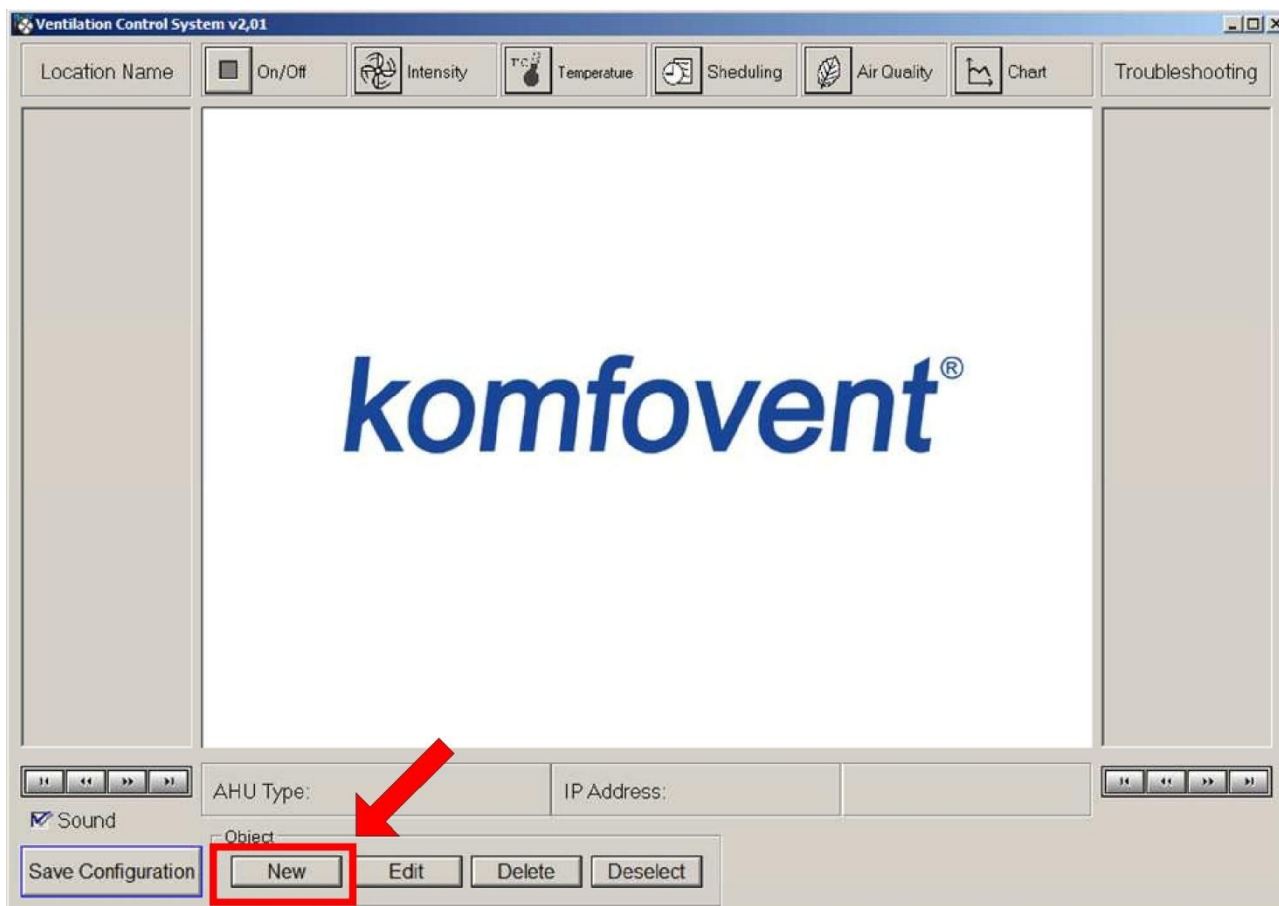 Ventilation Control System v2,01
Location Name
On/Off
Intensity
Temperature
Sheduling
Air Quality
Chart
Troubleshooting
komfovent®
AHU Type:
IP Address:
Sound
Object
Save Configuration
New
Edit
Delete
Deselect